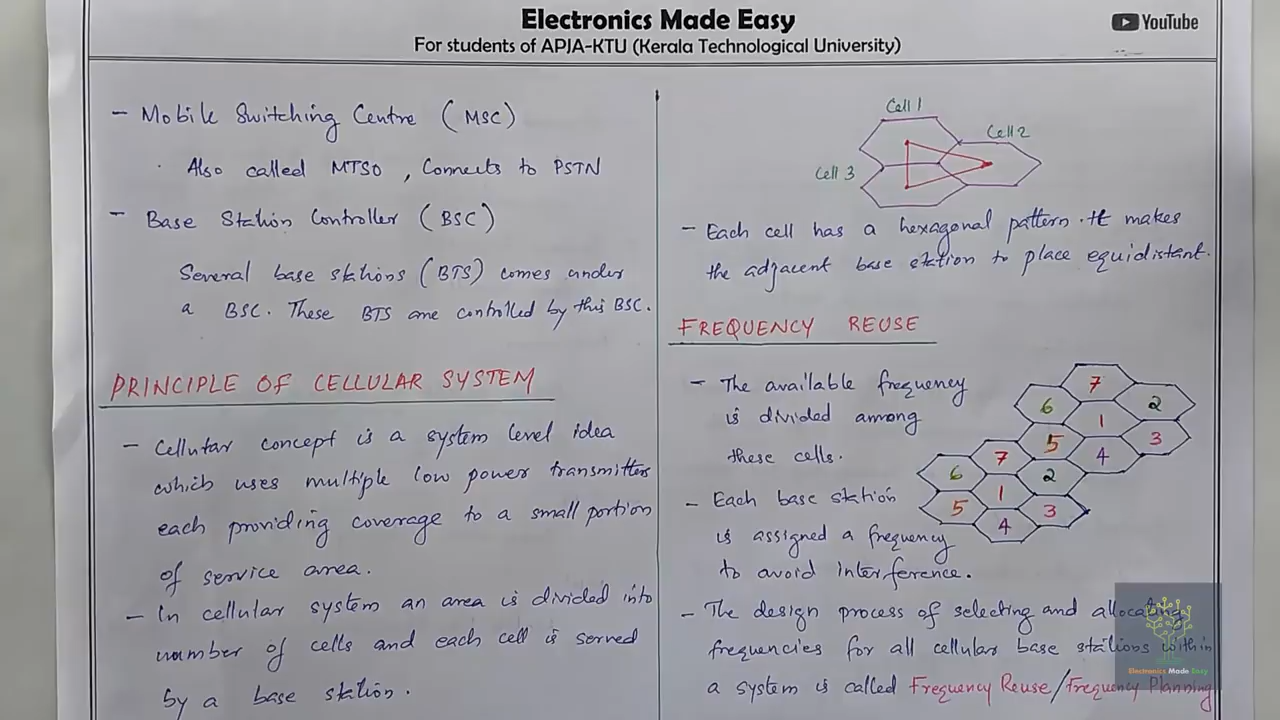 Electronics Made Easy
For students of APJA-KTU (Kerala Technological University)
YouTube
- Mobile Switching Centre (MSC)
. Also called MTSO, Connects to PSTN
- Base Station Controller (BSC)
Several base stations (BTS) comes under
a BSC. These BTS are controlled by this BSC.
PRINCIPLE OF CELLULAR SYSTEM
- Cellular concept is a system level idea
which uses multiple low power transmitters
each providing coverage to a small portion
of service area.
- In cellular system an area is divided into
number of cells and each cell is served
by a base station.
Cell 1
Cell 2
Cell 3
- Each cell has a hexagonal pattern. It makes
the adjacent base station to place equidistant.
FREQUENCY REUSE
- The available frequency
is divided among
these cells.
- Each base station
is assigned a frequency
to avoid interference.
7
6 2
1
5 3
4
7
6 2
1
5 3
4
- The design process of selecting and allocating
frequencies for all cellular base stations within
a system is called Frequency Reuse/Frequency Planning
Electronics Made Easy